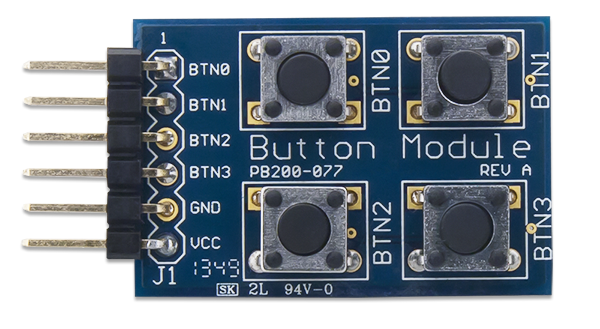 1
BTN0
BTN1
BTN2
BTN3
GND
VCC
J1
1349
BTN0
BTN1
Button Module
PB200-077
REV A
BTN2
BTN3
SK 2L 94V-0